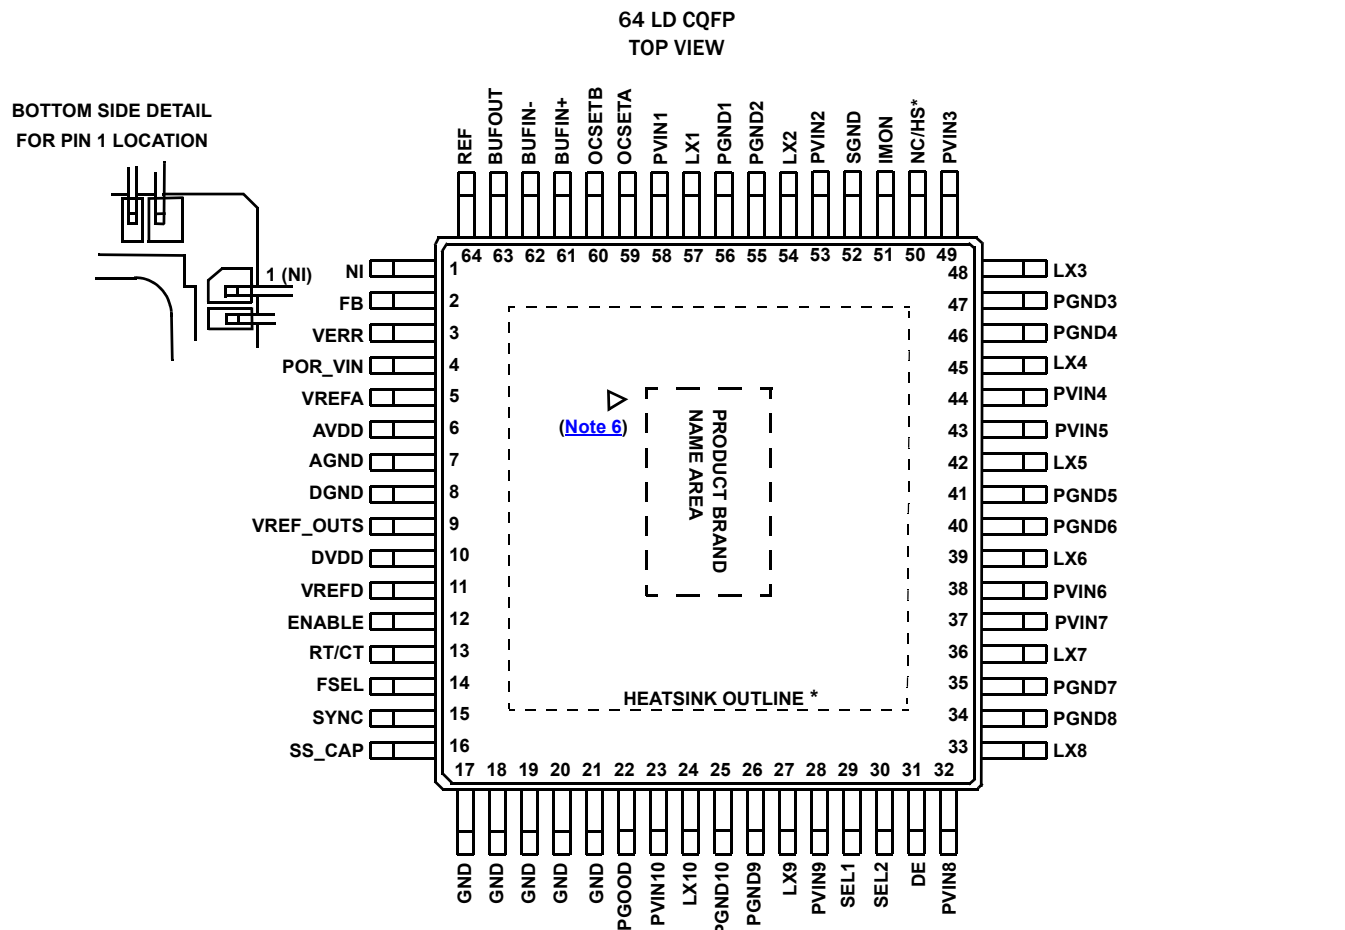 64 LD CQFP
TOP VIEW
BOTTOM SIDE DETAIL
FOR PIN 1 LOCATION
1 (NI)
REF
BUFOUT
BUFIN-
BUFIN+
OCSETB
OCSETA
PVIN1
LX1
PGND1
PGND2
LX2
PVIN2
SGND
IMON
NC/HS*
PVIN3
64 63 62 61 60 59 58 57 56 55 54 53 52 51 50 49
NI 1
FB 2
VERR 3
POR_VIN 4
VREFA 5
AVDD 6
AGND 7
DGND 8
VREF_OUTS 9
DVDD 10
VREFD 11
ENABLE 12
RT/CT 13
FSEL 14
SYNC 15
SS_CAP 16
(Note 6)
PRODUCT BRAND
NAME AREA
HEATSINK OUTLINE *
48 LX3
47 PGND3
46 PGND4
45 LX4
44 PVIN4
43 PVIN5
42 LX5
41 PGND5
40 PGND6
39 LX6
38 PVIN6
37 PVIN7
36 LX7
35 PGND7
34 PGND8
33 LX8
17 18 19 20 21 22 23 24 25 26 27 28 29 30 31 32
GND
GND
GND
GND
GND
PGOOD
PVIN10
LX10
PGND10
PGND9
LX9
PVIN9
SEL1
SEL2
DE
PVIN8